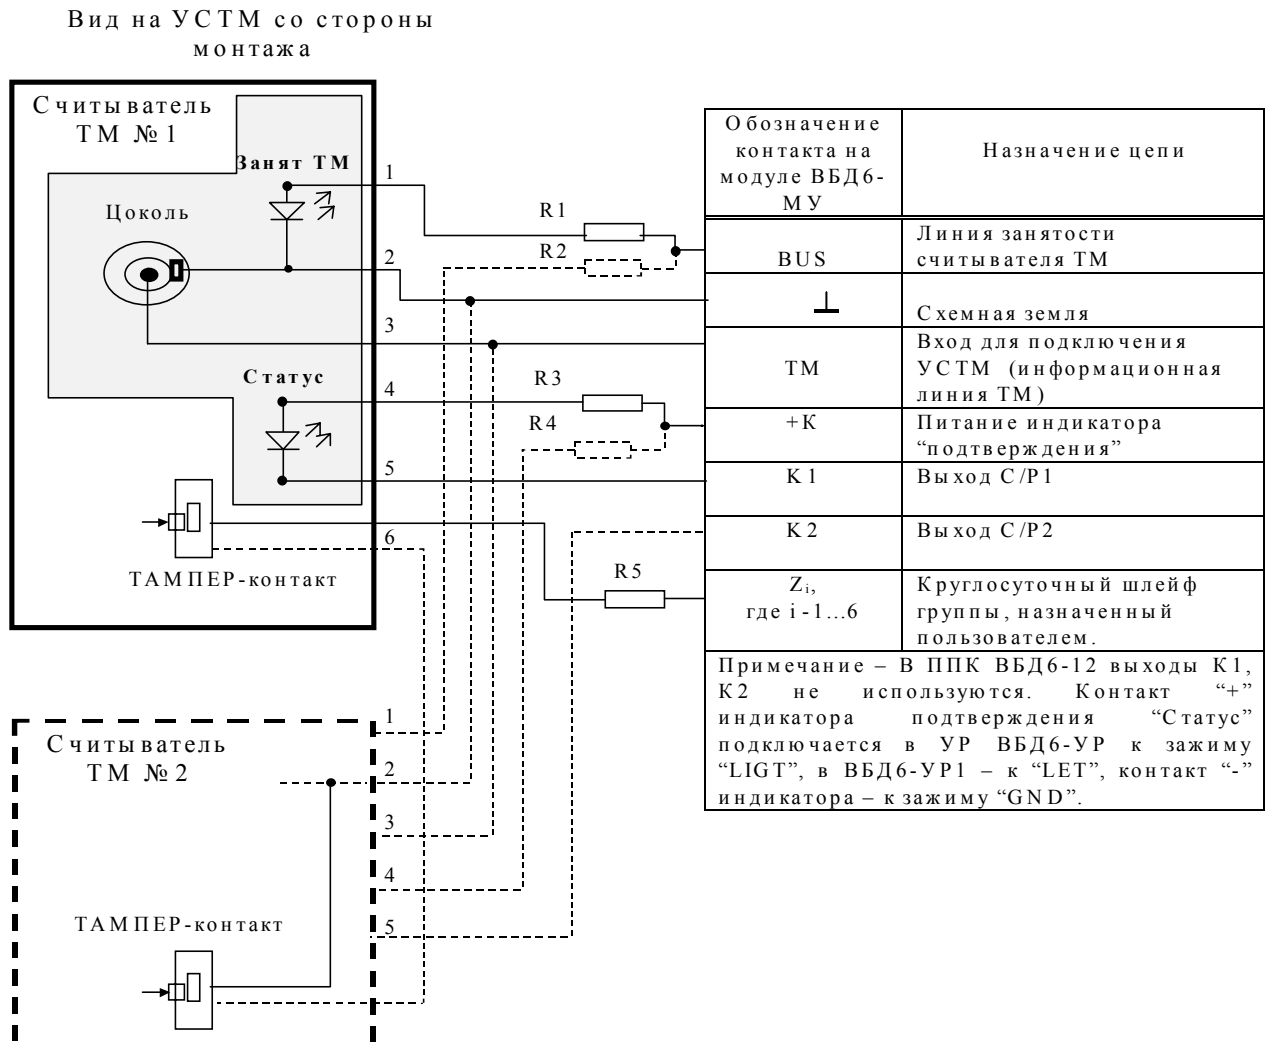 Вид на УСТМ со стороны
монтажа
Считыватель
ТМ №1
Занят ТМ
Цоколь
Статус
ТАМПЕР-контакт
1
2
3
4
5
6
R1
R2
R3
R4
R5
Обозначение
контакта на
модуле ВБД6-
МУ
Назначение цепи
BUS
Линия занятости
считывателя ТМ
Схемная земля
ТМ
Вход для подключения
УСТМ (информационная
линия ТМ)
+К
Питание индикатора
“подтверждения”
К1
Выход С/Р1
К2
Выход С/Р2
Zi,
где i-1...6
Круглосуточный шлейф
группы, назначенный
пользователем.
Примечание – В ППК ВБД6-12 выходы К1,
К2 не используются. Контакт “+”
индикатора подтверждения “Статус”
подключается в УР ВБД6-УР к зажиму
“LIGT”, в ВБД6-УР1 – к “LET”, контакт “-”
индикатора – к зажиму “GND”.
Считыватель
ТМ №2
ТАМПЕР-контакт
1
2
3
4
5